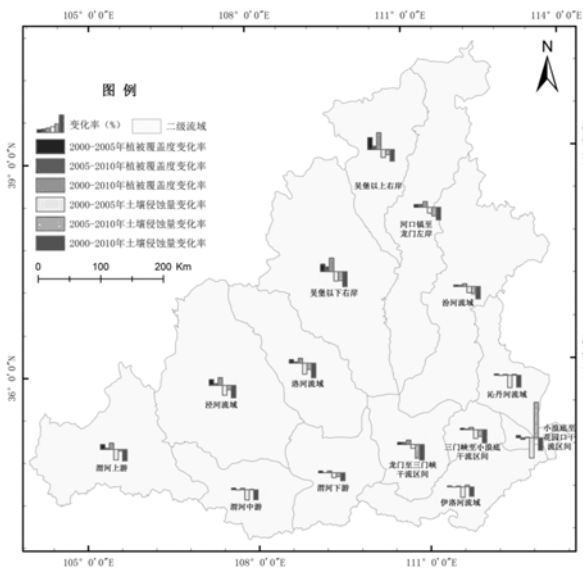 105° 0′0″E
108° 0′0″E
111° 0′0″E
114° 0′0″E
N
图 例
变化率（%）
二级流域
2000-2005年植被覆盖度变化率
2005-2010年植被覆盖度变化率
2000-2010年植被覆盖度变化率
2000-2005年土壤侵蚀量变化率
2005-2010年土壤侵蚀量变化率
2000-2010年土壤侵蚀量变化率
0 100 200 Km
39° 0′0″N
36° 0′0″N
吴堡以上右岸
河口镇至
龙门左岸
吴堡以下右岸
汾河流域
洛河流域
沁丹河流域
泾河流域
小浪底至
花园口干
流区间
三门峡至小浪底
干流区间
龙门至三门峡
干流区间
渭河上游
渭河下游
渭河中游
伊洛河流域
105° 0′0″E
108° 0′0″E
111° 0′0″E